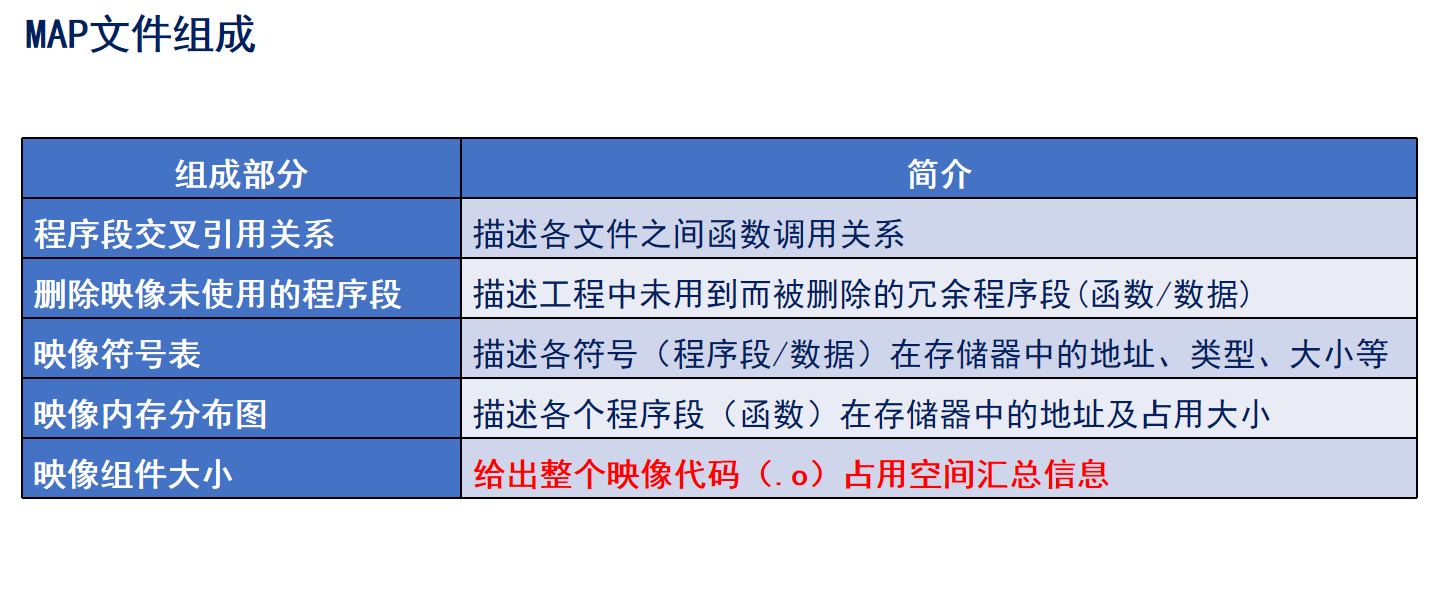 MAP文件组成
组成部分 简介
程序段交叉引用关系 描述各文件之间函数调用关系
删除映像未使用的程序段 描述工程中未用到而被删除的冗余程序段(函数/数据)
映像符号表 描述各符号（程序段/数据）在存储器中的地址、类型、大小等
映像内存分布图 描述各个程序段（函数）在存储器中的地址及占用大小
映像组件大小 给出整个映像代码（.o）占用空间汇总信息